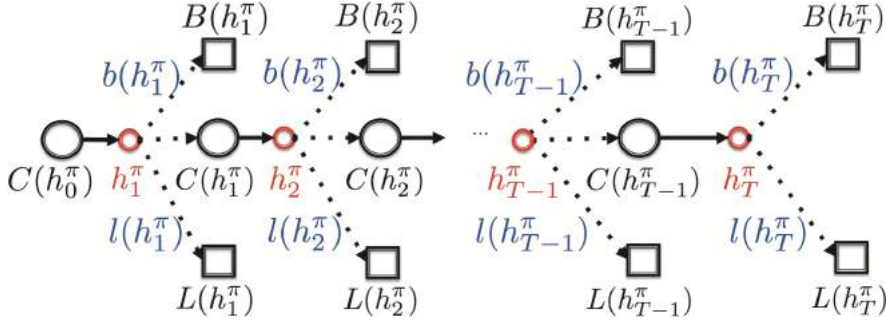 B(h_1^π) B(h_2^π) B(h_{T-1}^π) B(h_T^π)
b(h_1^π) b(h_2^π) b(h_{T-1}^π) b(h_T^π)
...
C(h_0^π) h_1^π C(h_1^π) h_2^π C(h_2^π) h_{T-1}^π C(h_{T-1}^π) h_T^π
l(h_1^π) l(h_2^π) l(h_{T-1}^π) l(h_T^π)
L(h_1^π) L(h_2^π) L(h_{T-1}^π) L(h_T^π)